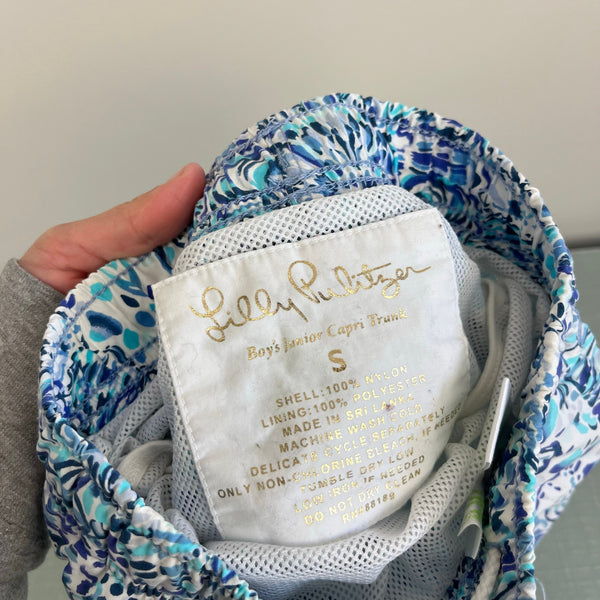 Lilly Pulitzer
Boy's Junior Capri Trunk
S
SHELL:100% NYLON
LINING:100% POLYESTER
MADE IN SRI LANKA
MACHINE WASH COLD
DELICATE CYCLE SEPARATELY
ONLY NON-CHLORINE BLEACH, IF NEEDED
TUMBLE DRY LOW
LOW IRON IF NEEDED
DO NOT DRY CLEAN